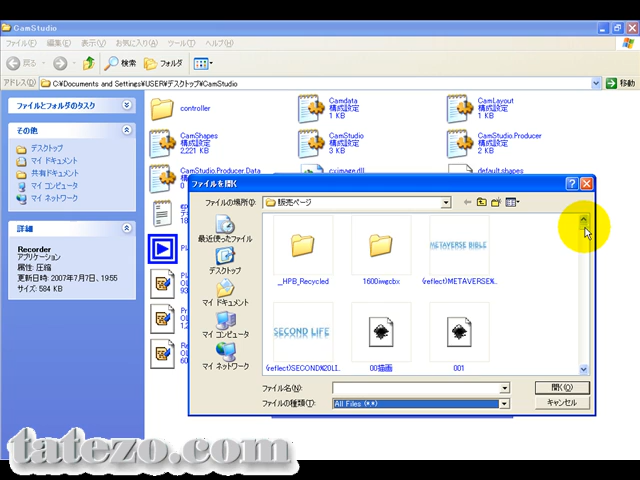 CamStudio
ファイル(F) 編集(E) 表示(V) お気に入り(A) ツール(T) ヘルプ(H)
戻る 検索 フォルダ
アドレス(D) C:¥Documents and Settings¥USER¥デスクトップ¥CamStudio 移動
ファイルとフォルダのタスク
その他
デスクトップ
マイ ドキュメント
共有ドキュメント
マイ コンピュータ
マイ ネットワーク
詳細
Recorder
アプリケーション
属性: 圧縮
更新日時: 2007年7月7日、19:55
サイズ: 584 KB
controller
Camdata
構成設定
1 KB
CamLayout
構成設定
1 KB
CamShapes
構成設定
2,221 KB
CamStudio
構成設定
3 KB
CamStudio.Producer
構成設定
2 KB
CamStudio.Producer.Data
構成設定
cximage.dll
default.shapes
ファイルを開く
ファイルの場所(I): 販売ページ
最近使ったファイル
デスクトップ
マイ ドキュメント
マイ コンピュータ
マイ ネットワーク
_HPB_Recycled
1600iwgcbx
METAVERSE BIBLE
(reflect)METAVERSE%..
SECOND LIFE
(reflect)SECOND%20LI..
00描画
001
ファイル名(N): 開く(O)
ファイルの種類(T): All Files (*.*) キャンセル
tatezo.com